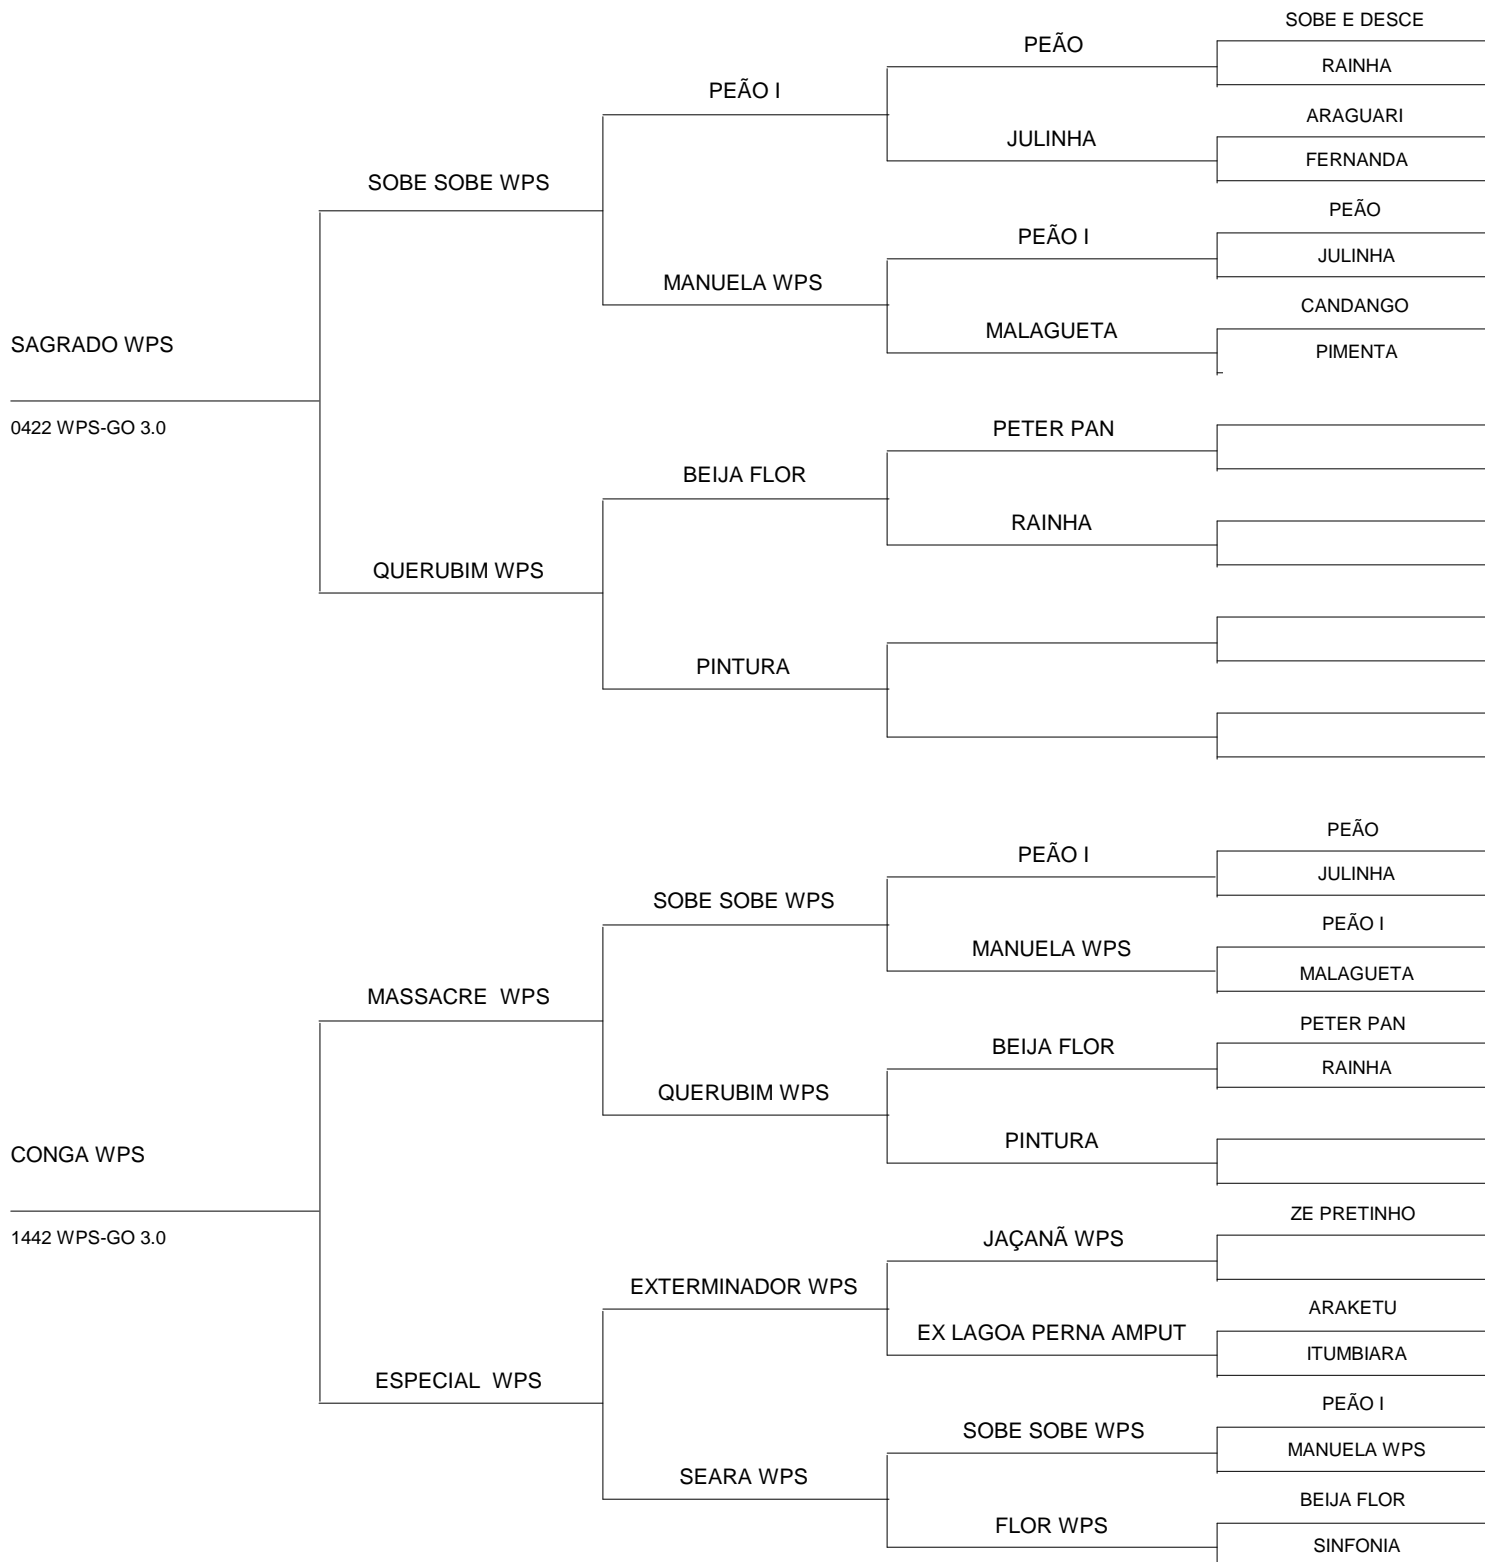 SOBE E DESCE
PEÃO
RAINHA
PEÃO I
ARAGUARI
JULINHA
FERNANDA
SOBE SOBE WPS
PEÃO
PEÃO I
JULINHA
MANUELA WPS
CANDANGO
MALAGUETA
SAGRADO WPS
PIMENTA
0422 WPS-GO 3.0
PETER PAN
BEIJA FLOR
RAINHA
QUERUBIM WPS
PINTURA
PEÃO
PEÃO I
JULINHA
SOBE SOBE WPS
PEÃO I
MANUELA WPS
MALAGUETA
MASSACRE  WPS
PETER PAN
BEIJA FLOR
RAINHA
QUERUBIM WPS
PINTURA
CONGA WPS
1442 WPS-GO 3.0
ZE PRETINHO
JAÇANÃ WPS
EXTERMINADOR WPS
ARAKETU
EX LAGOA PERNA AMPUT
ITUMBIARA
ESPECIAL  WPS
PEÃO I
SOBE SOBE WPS
MANUELA WPS
SEARA WPS
BEIJA FLOR
FLOR WPS
SINFONIA